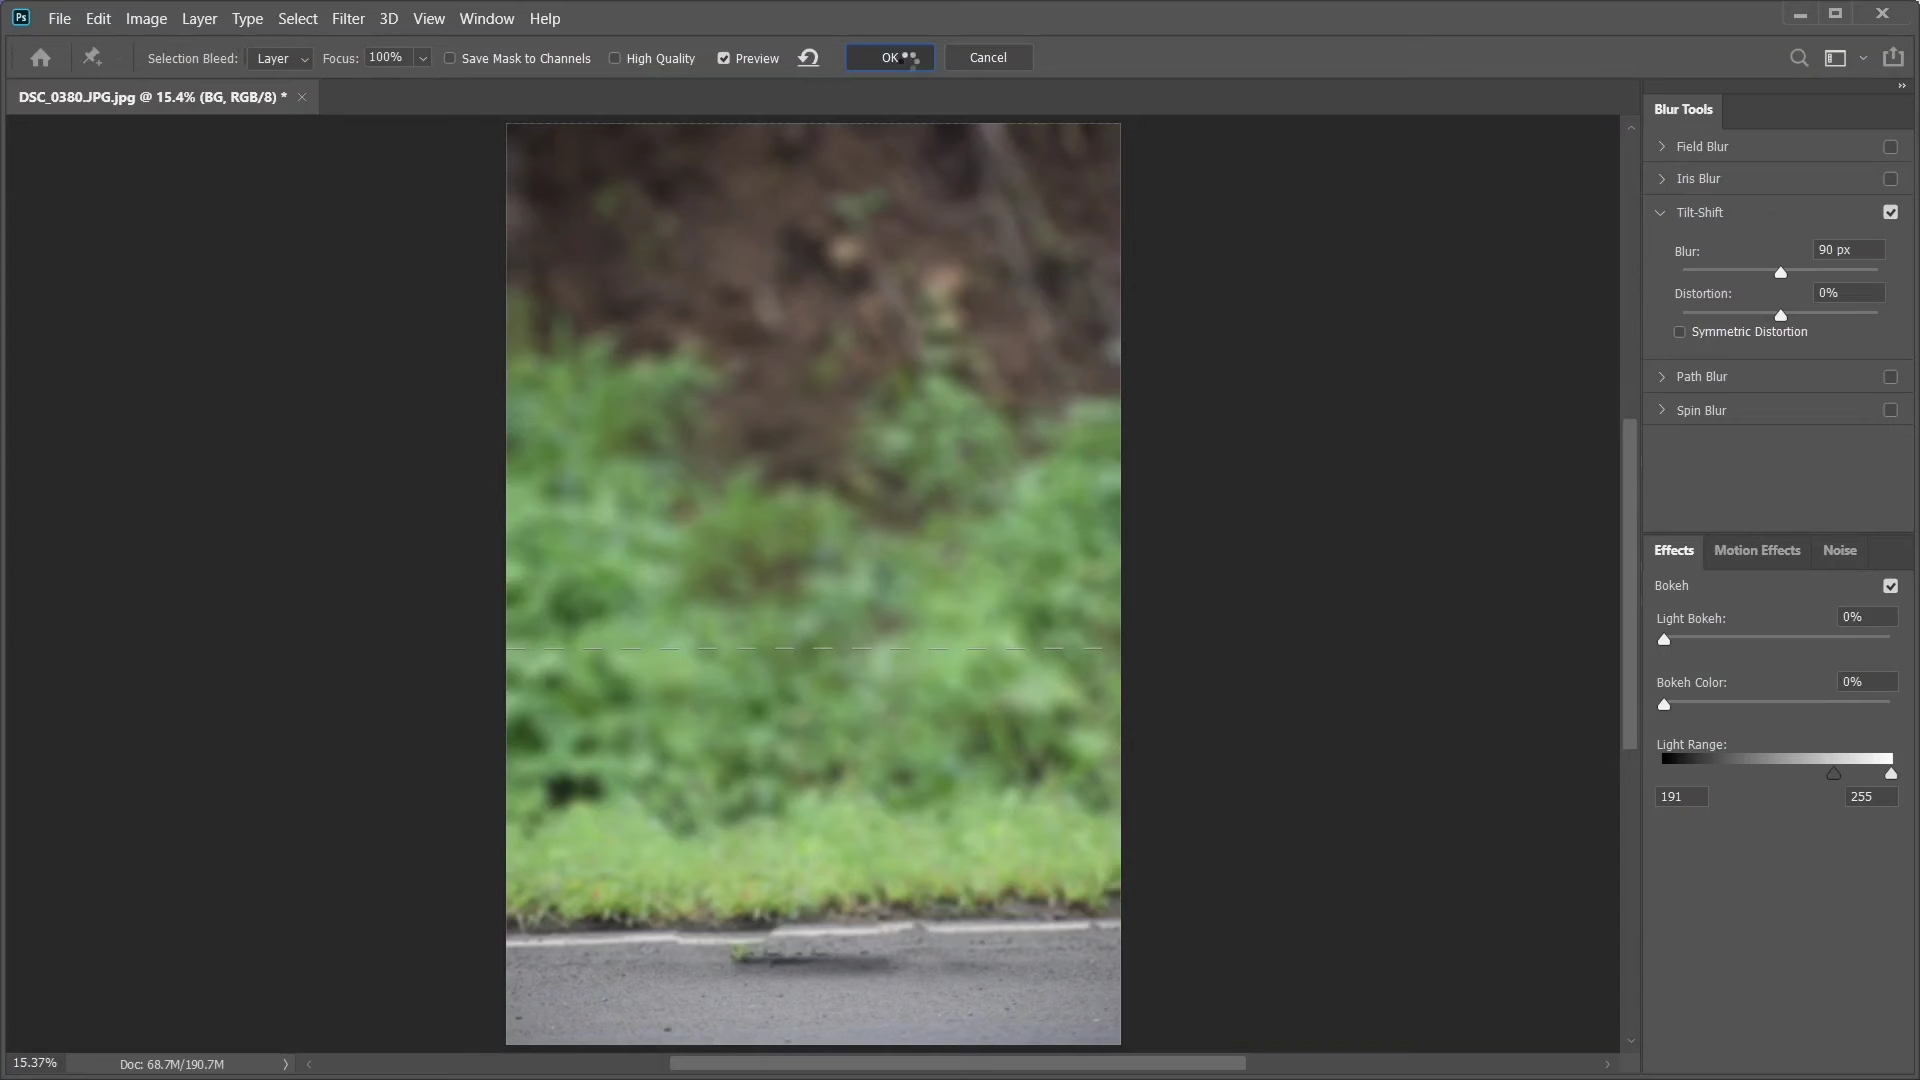 Ps File Edit Image Layer Type Select Filter 3D View Window Help
Selection Bleed: Layer Focus: 100% Save Mask to Channels High Quality Preview OK Cancel
DSC_0380.JPG.jpg @ 15.4% (BG, RGB/8) *
Blur Tools
Field Blur
Iris Blur
Tilt-Shift
Blur: 90 px
Distortion: 0%
Symmetric Distortion
Path Blur
Spin Blur
Effects Motion Effects Noise
Bokeh
Light Bokeh: 0%
Bokeh Color: 0%
Light Range:
191 255
15.37% Doc: 68.7M/190.7M